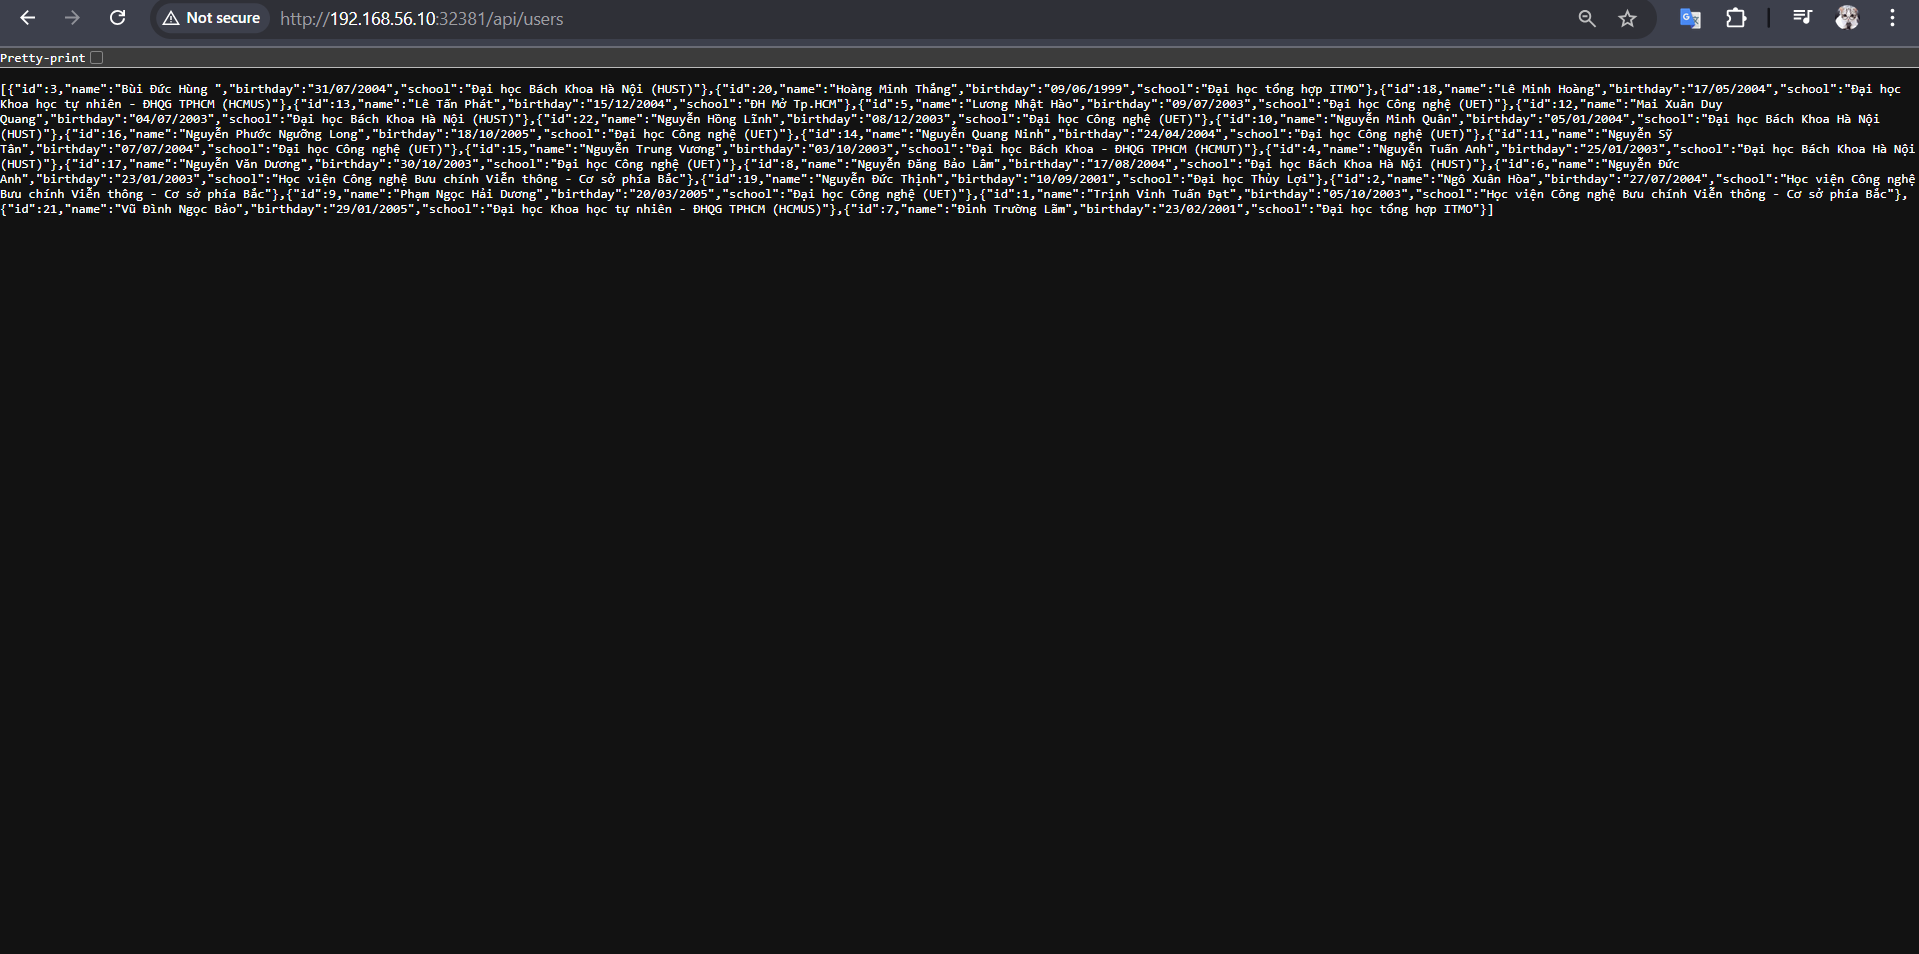 Not secure
http://192.168.56.10:32381/api/users
Pretty-print
[{"id":3,"name":"Bùi Đức Hùng ","birthday":"31/07/2004","school":"Đại học Bách Khoa Hà Nội (HUST)"},{"id":20,"name":"Hoàng Minh Thắng","birthday":"09/06/1999","school":"Đại học tổng hợp ITMO"},{"id":18,"name":"Lê Minh Hoàng","birthday":"17/05/2004","school":"Đại học
Khoa học tự nhiên - ĐHQG TPHCM (HCMUS)"},{"id":13,"name":"Lê Tấn Phát","birthday":"15/12/2004","school":"ĐH Mở Tp.HCM"},{"id":5,"name":"Lương Nhật Hào","birthday":"09/07/2003","school":"Đại học Công nghệ (UET)"},{"id":12,"name":"Mai Xuân Duy
Quang","birthday":"04/07/2003","school":"Đại học Bách Khoa Hà Nội (HUST)"},{"id":22,"name":"Nguyễn Hồng Lĩnh","birthday":"08/12/2003","school":"Đại học Công nghệ (UET)"},{"id":10,"name":"Nguyễn Minh Quân","birthday":"05/01/2004","school":"Đại học Bách Khoa Hà Nội
(HUST)"},{"id":16,"name":"Nguyễn Phước Ngưỡng Long","birthday":"18/10/2005","school":"Đại học Công nghệ (UET)"},{"id":14,"name":"Nguyễn Quang Ninh","birthday":"24/04/2004","school":"Đại học Công nghệ (UET)"},{"id":11,"name":"Nguyễn Sỹ
Tân","birthday":"07/07/2004","school":"Đại học Công nghệ (UET)"},{"id":15,"name":"Nguyễn Trung Vương","birthday":"03/10/2003","school":"Đại học Bách Khoa - ĐHQG TPHCM (HCMUT)"},{"id":4,"name":"Nguyễn Tuấn Anh","birthday":"25/01/2003","school":"Đại học Bách Khoa Hà Nội
(HUST)"},{"id":17,"name":"Nguyễn Văn Dương","birthday":"30/10/2003","school":"Đại học Công nghệ (UET)"},{"id":8,"name":"Nguyễn Đăng Bảo Lâm","birthday":"17/08/2004","school":"Đại học Bách Khoa Hà Nội (HUST)"},{"id":6,"name":"Nguyễn Đức
Anh","birthday":"23/01/2003","school":"Học viện Công nghệ Bưu chính Viễn thông - Cơ sở phía Bắc"},{"id":19,"name":"Nguyễn Đức Thịnh","birthday":"10/09/2001","school":"Đại học Thủy Lợi"},{"id":2,"name":"Ngô Xuân Hòa","birthday":"27/07/2004","school":"Học viện Công nghệ
Bưu chính Viễn thông - Cơ sở phía Bắc"},{"id":9,"name":"Phạm Ngọc Hải Dương","birthday":"20/03/2005","school":"Đại học Công nghệ (UET)"},{"id":1,"name":"Trịnh Vinh Tuấn Đạt","birthday":"05/10/2003","school":"Học viện Công nghệ Bưu chính Viễn thông - Cơ sở phía Bắc"},
{"id":21,"name":"Vũ Đình Ngọc Bảo","birthday":"29/01/2005","school":"Đại học Khoa học tự nhiên - ĐHQG TPHCM (HCMUS)"},{"id":7,"name":"Đinh Trường Lãm","birthday":"23/02/2001","school":"Đại học tổng hợp ITMO"}]